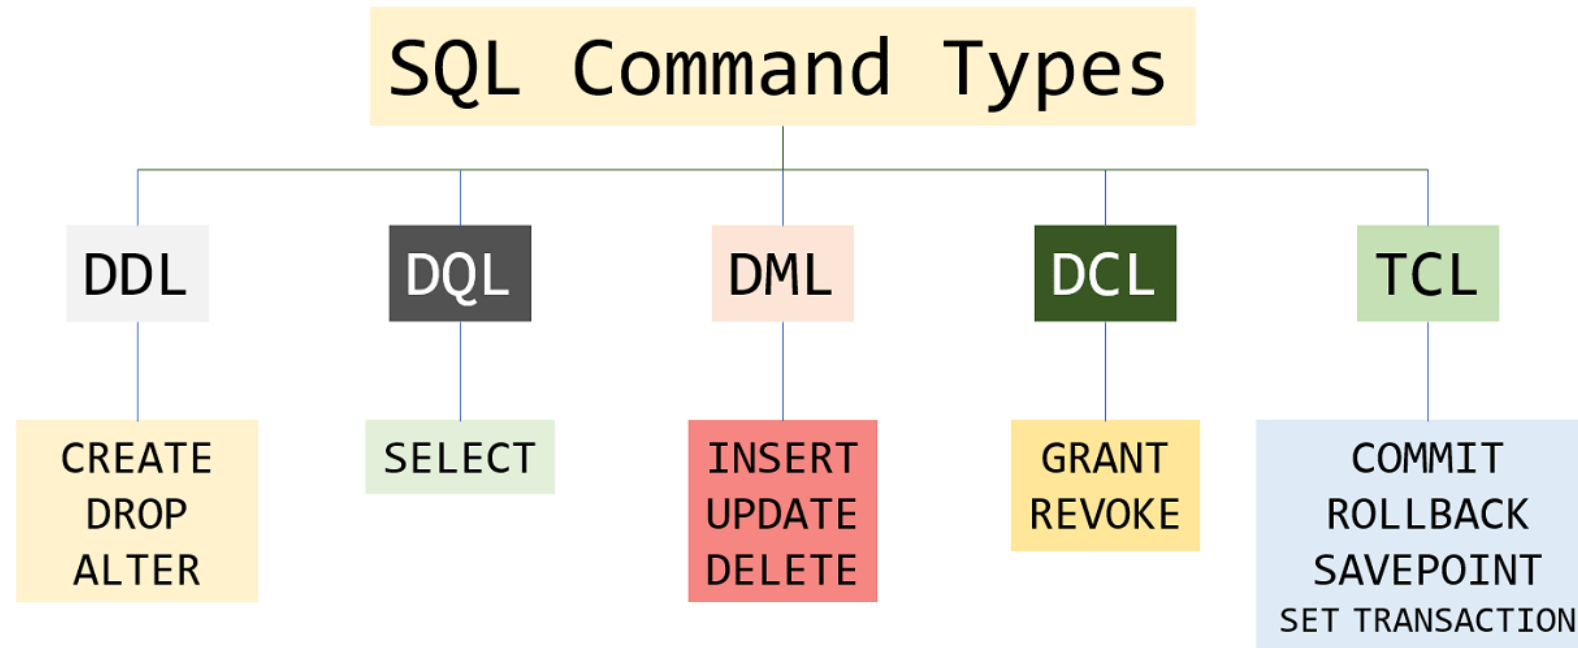 SQL Command Types
DDL
DQL
DML
DCL
TCL
CREATE
DROP
ALTER
SELECT
INSERT
UPDATE
DELETE
GRANT
REVOKE
COMMIT
ROLLBACK
SAVEPOINT
SET TRANSACTION